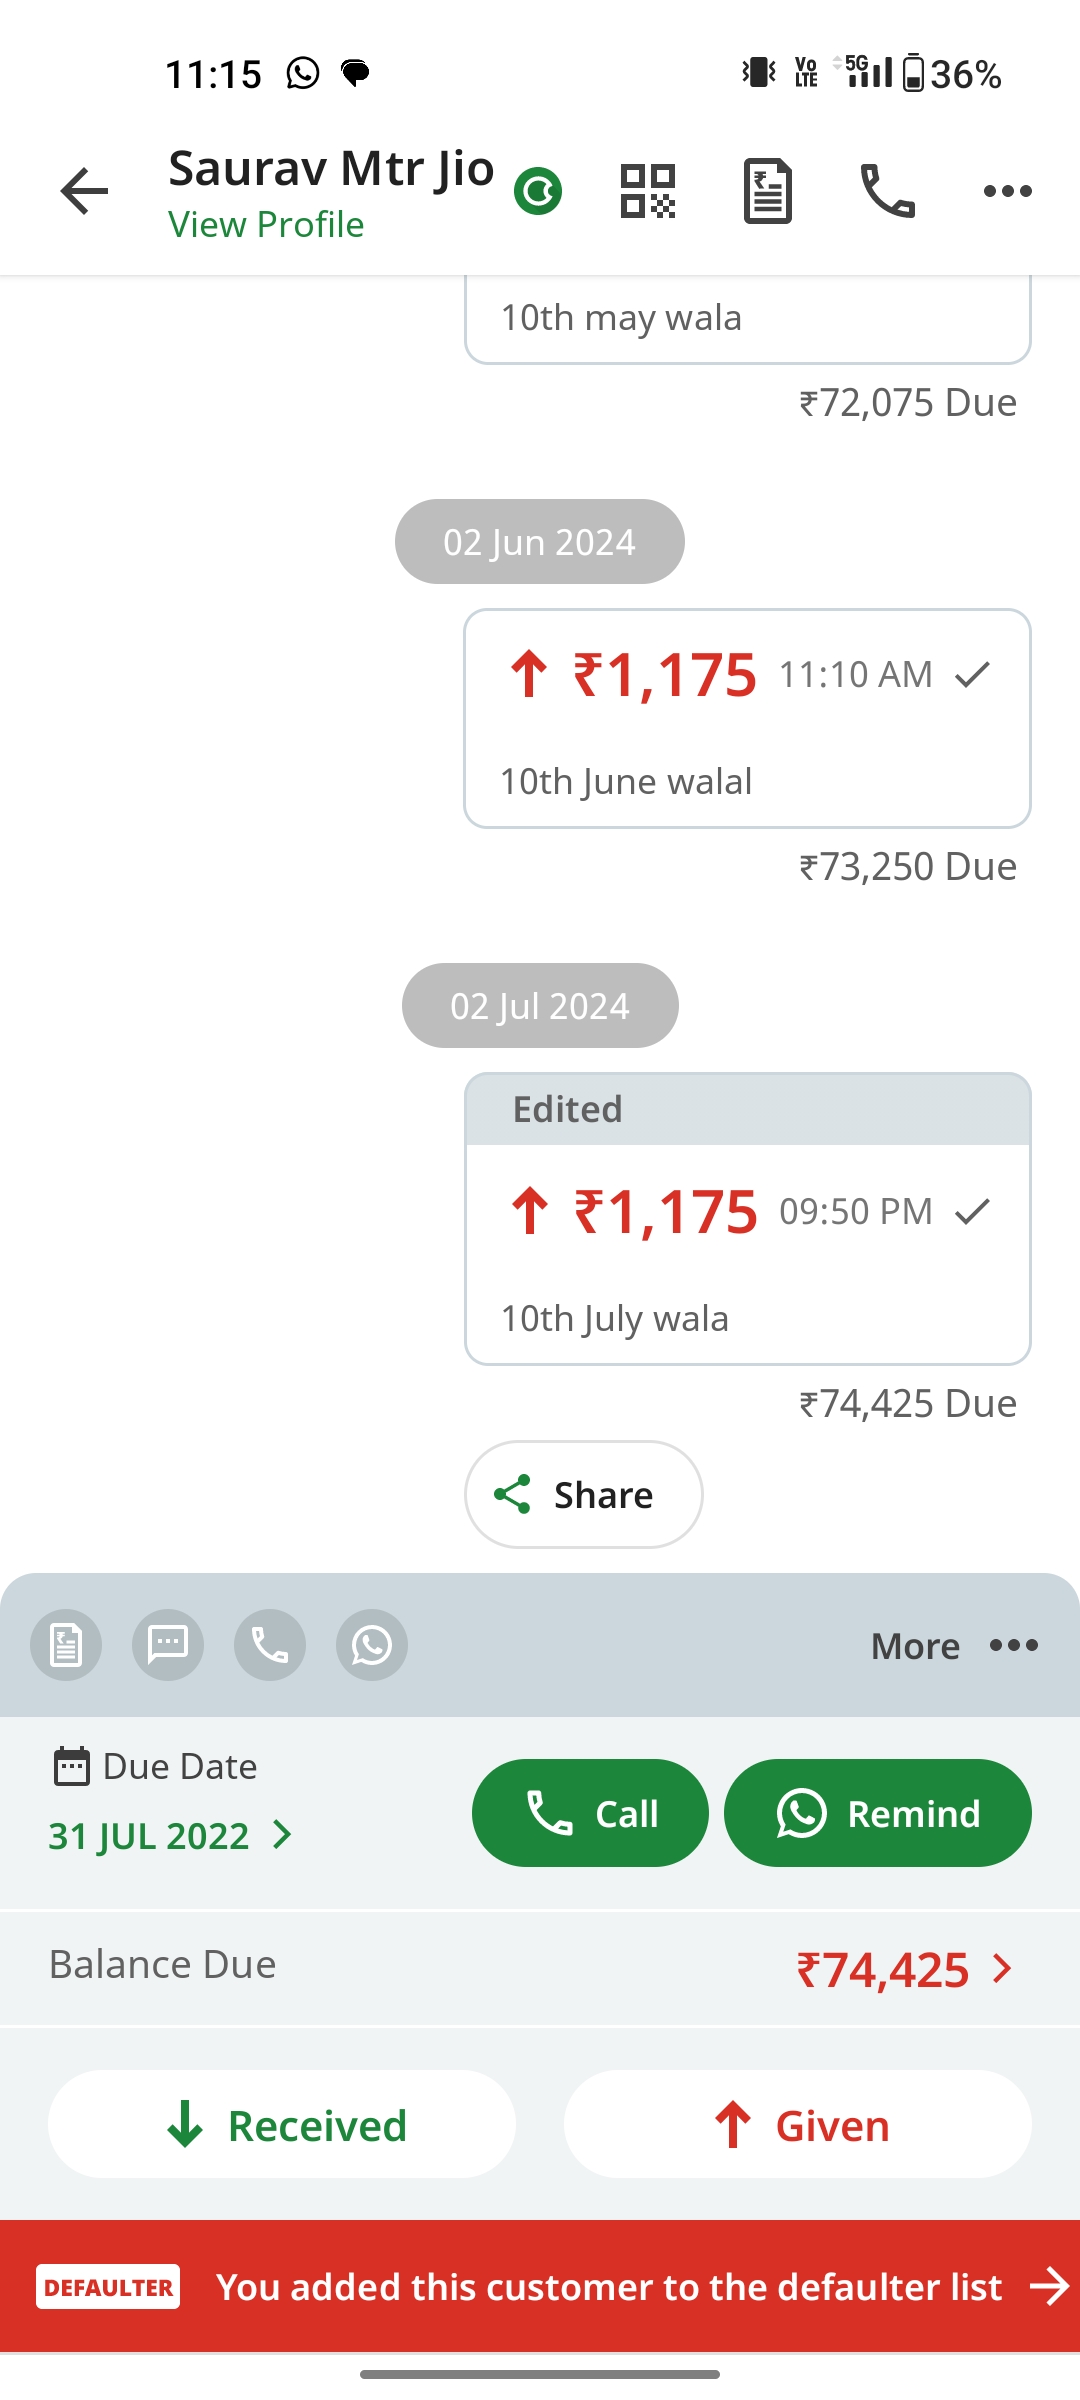 11:15
Vo LTE 5G 36%
Saurav Mtr Jio
View Profile
10th may wala
₹72,075 Due
02 Jun 2024
₹1,175 11:10 AM
10th June walal
₹73,250 Due
02 Jul 2024
Edited
₹1,175 09:50 PM
10th July wala
₹74,425 Due
Share
More
Due Date
31 JUL 2022
Call
Remind
Balance Due
₹74,425
Received
Given
DEFAULTER You added this customer to the defaulter list